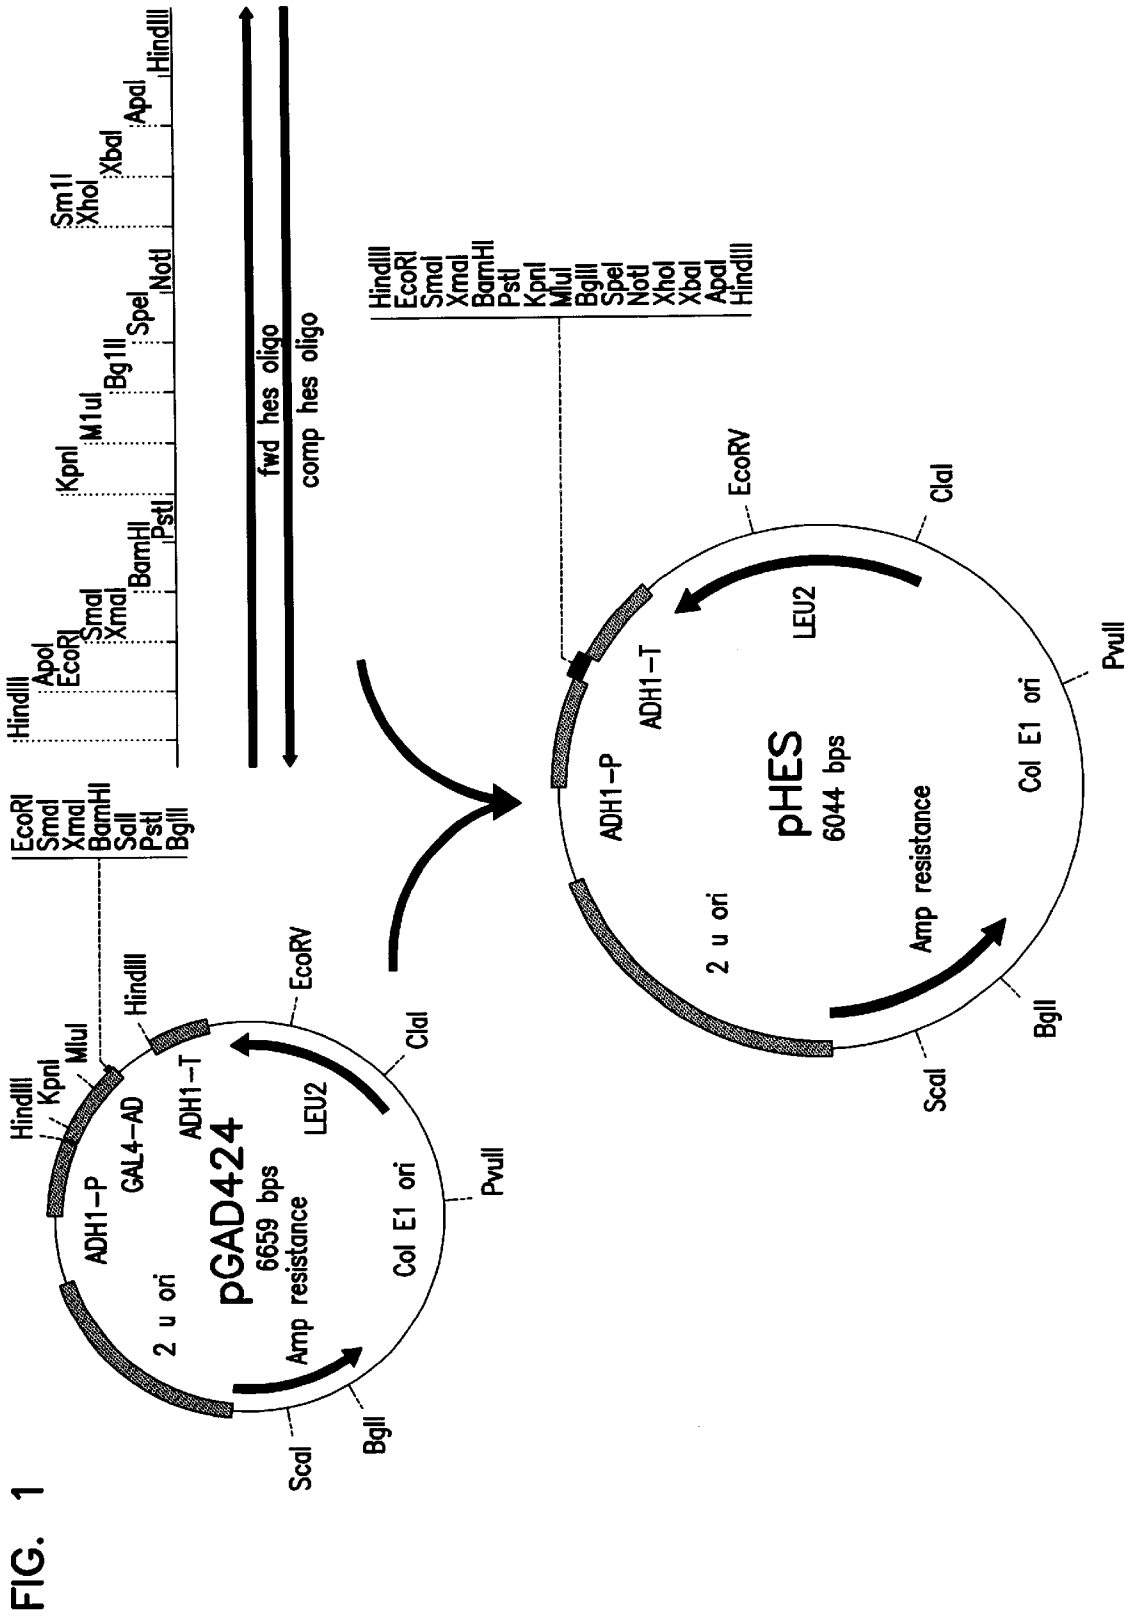 FIG. 1
HindIII
KpnI
MluI
HindIII
EcoRI
SmaI
XmaI
BamHI
SalI
PstI
BglII
ADH1-P
GAL4-AD
ADH1-T
2 u ori
pGAD424
6659 bps
Amp resistance
LEU2
EcoRV
ClaI
Col E1 ori
PvuII
ScaI
BglI
HindIII
ApoI
EcoRI
SmaI
XmaI
BamHI
PstI
KpnI
M1uI
Bg1II
SpeI
NotI
Sm1I
XhoI
XbaI
ApaI
HindIII
fwd hes oligo
comp hes oligo
HindIII
EcoRI
SmaI
XmaI
BamHI
PstI
KpnI
MluI
BglII
SpeI
NotI
XhoI
XbaI
ApaI
HindIII
ADH1-P
ADH1-T
2 u ori
pHES
6044 bps
LEU2
EcoRV
ClaI
Amp resistance
Col E1 ori
PvuII
ScaI
BglI